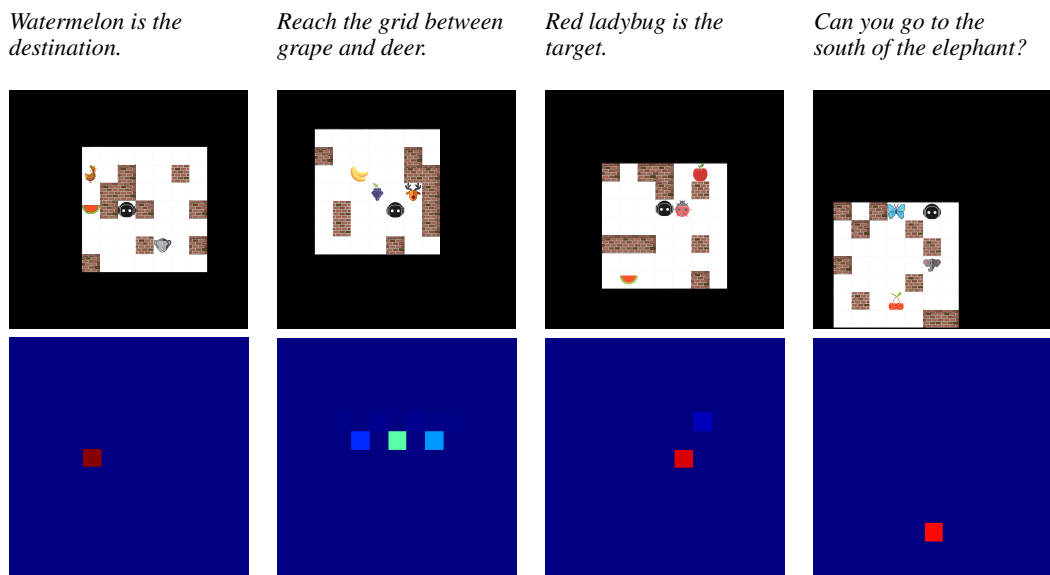 Watermelon is the
destination.
Reach the grid between
grape and deer.
Red ladybug is the
target.
Can you go to the
south of the elephant?